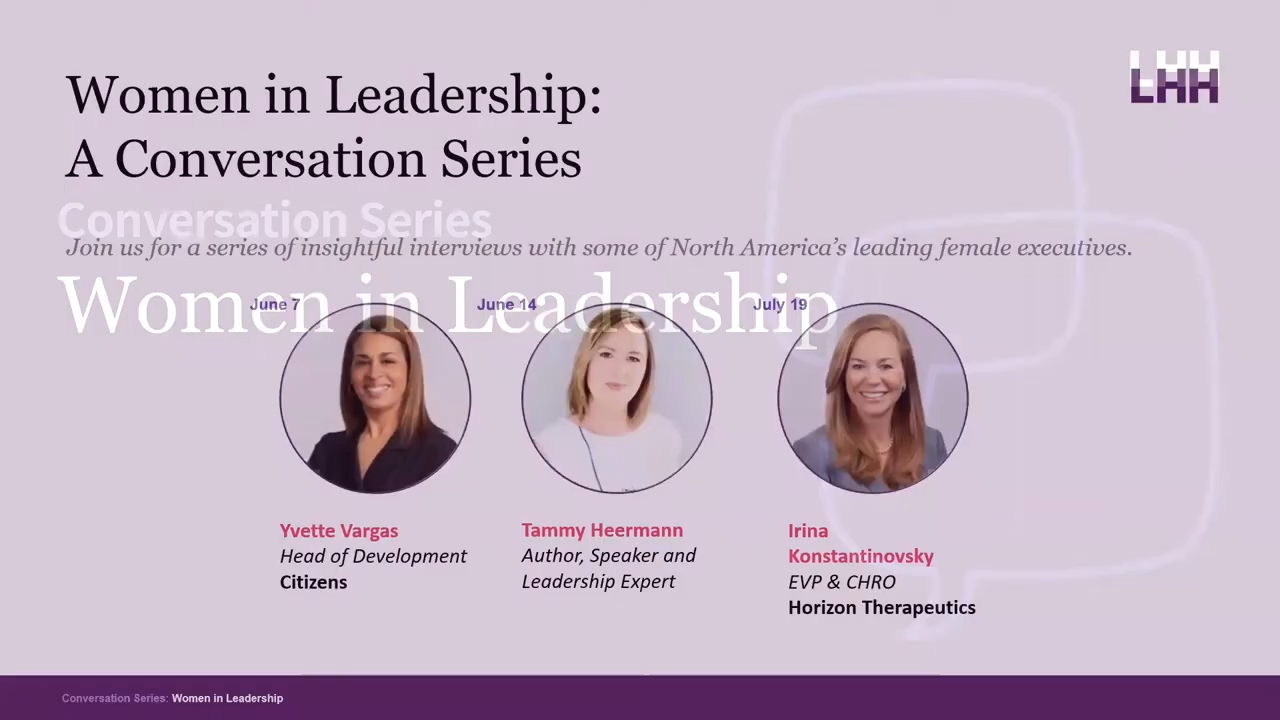 LHH
LHH
Women in Leadership:
A Conversation Series
Conversation Series
Join us for a series of insightful interviews with some of North America's leading female executives.
Women in Leadership
June 7
June 14
July 19
Yvette Vargas
Head of Development
Citizens
Tammy Heermann
Author, Speaker and
Leadership Expert
Irina
Konstantinovsky
EVP & CHRO
Horizon Therapeutics
Conversation Series: Women in Leadership